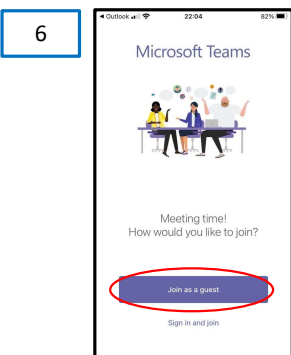 6
Outlook
22:04
82%
Microsoft Teams
Meeting time!
How would you like to join?
Join as a guest
Sign in and join